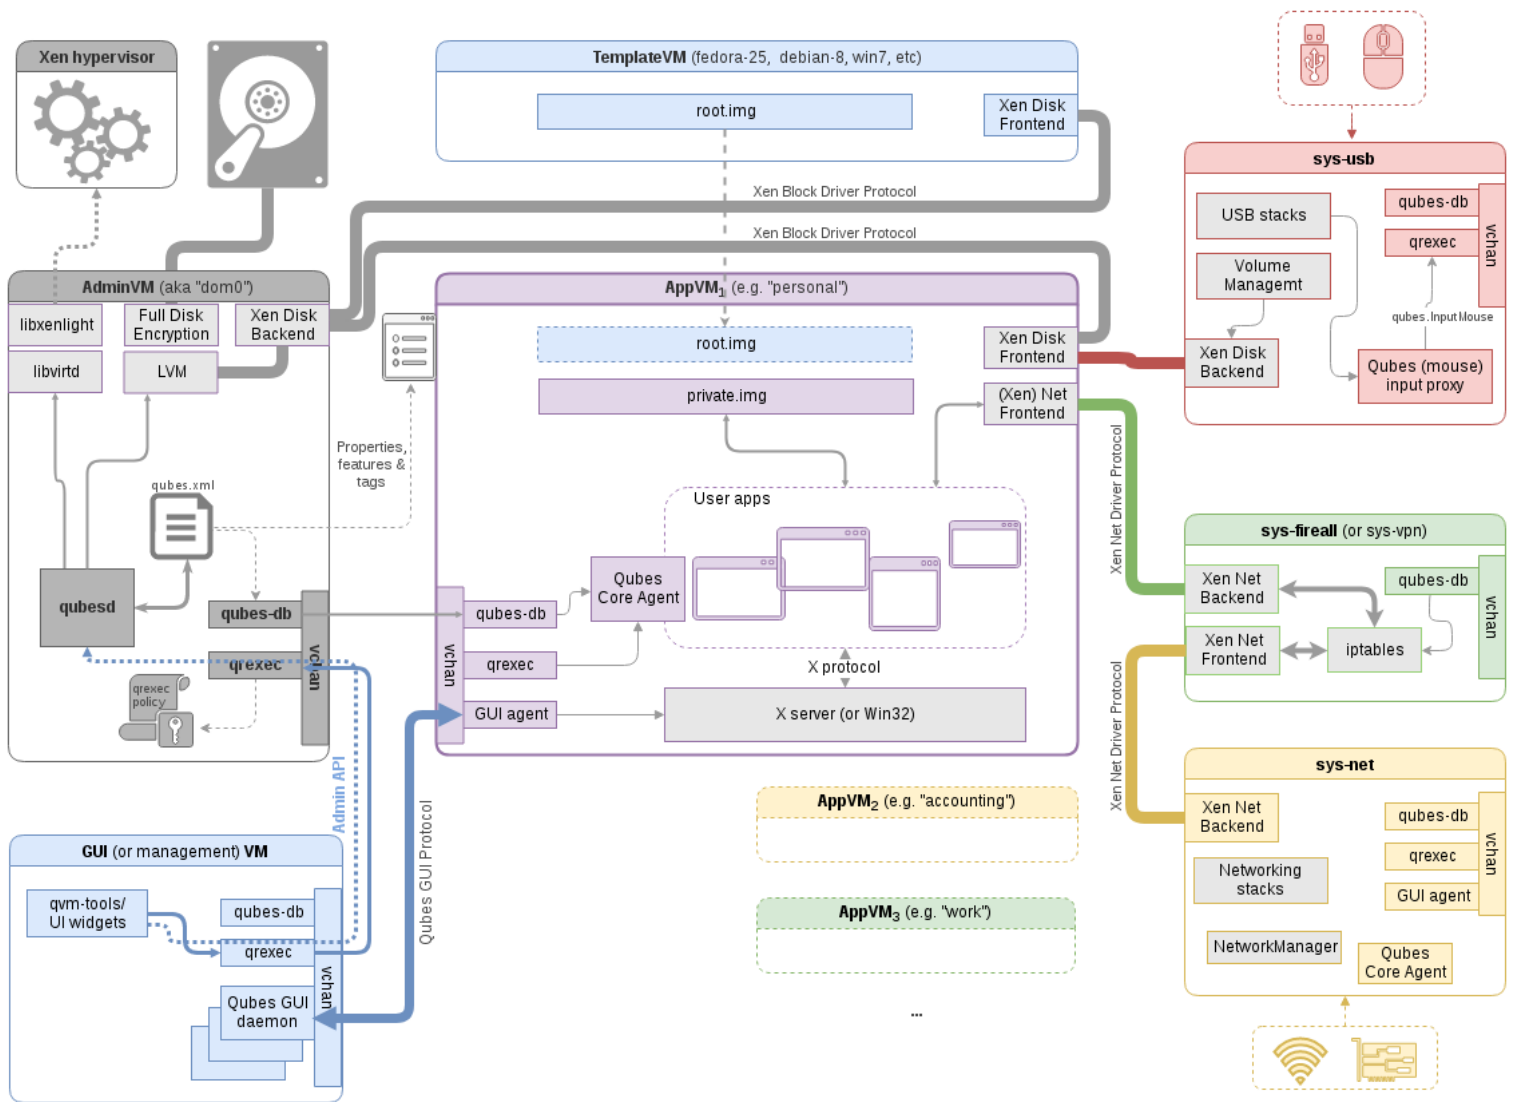 Xen hypervisor
TemplateVM (fedora-25, debian-8, win7, etc)
root.img
Xen Disk
Frontend
Xen Block Driver Protocol
Xen Block Driver Protocol
sys-usb
USB stacks
Volume
Managemt
Xen Disk
Backend
qubes-db
qrexec
vchan
qubes.InputMouse
Qubes (mouse)
input proxy
AdminVM (aka "dom0")
libxenlight
Full Disk
Encryption
Xen Disk
Backend
libvirtd
LVM
Properties,
features &
tags
qubes.xml
qubesd
qubes-db
qrexec
vchan
qrexec
policy
Admin API
AppVM1 (e.g. "personal")
root.img
private.img
Xen Disk
Frontend
(Xen) Net
Frontend
User apps
Qubes
Core Agent
qubes-db
qrexec
GUI agent
vchan
X protocol
X server (or Win32)
Xen Net Driver Protocol
sys-fireall (or sys-vpn)
Xen Net
Backend
Xen Net
Frontend
iptables
qubes-db
vchan
Xen Net Driver Protocol
sys-net
Xen Net
Backend
Networking
stacks
NetworkManager
qubes-db
qrexec
GUI agent
vchan
Qubes
Core Agent
AppVM2 (e.g. "accounting")
AppVM3 (e.g. "work")
...
Qubes GUI Protocol
GUI (or management) VM
qvm-tools/
UI widgets
qubes-db
qrexec
Qubes GUI
daemon
vchan